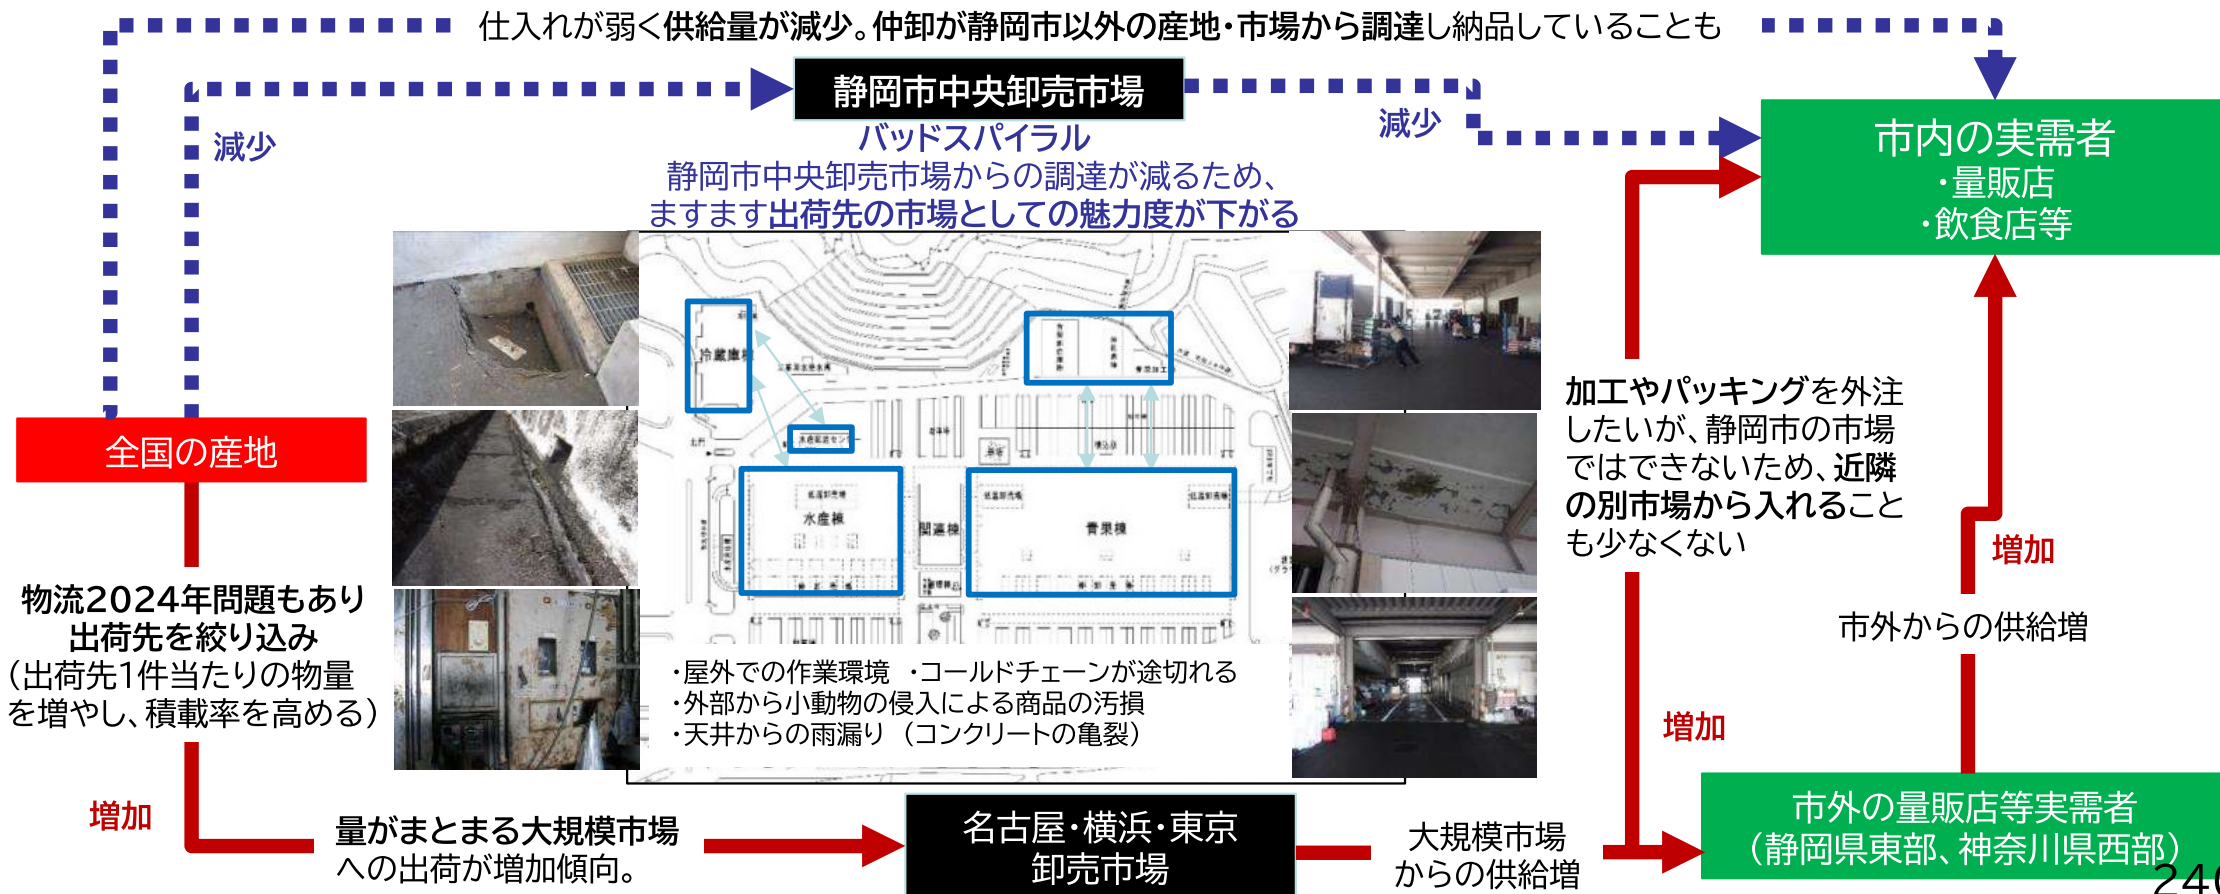 仕入れが弱く供給量が減少。仲卸が静岡市以外の産地・市場から調達し納品していることも
静岡市中央卸売市場
減少
減少
バッドスパイラル
静岡市中央卸売市場からの調達が減るため、
ますます出荷先の市場としての魅力度が下がる
市内の実需者
・量販店
・飲食店等
全国の産地
冷蔵庫棟
水産棟
関連棟
青果棟
低温卸売場
低温卸売場
北門
加工やパッキングを外注
したいが、静岡市の市場
ではできないため、近隣
の別市場から入れること
も少なくない
増加
市外からの供給増
物流2024年問題もあり
出荷先を絞り込み
（出荷先1件当たりの物量
を増やし、積載率を高める）
・屋外での作業環境　・コールドチェーンが途切れる
・外部から小動物の侵入による商品の汚損
・天井からの雨漏り（コンクリートの亀裂）
増加
増加
量がまとまる大規模市場
への出荷が増加傾向。
名古屋・横浜・東京
卸売市場
大規模市場
からの供給増
市外の量販店等実需者
（静岡県東部、神奈川県西部）